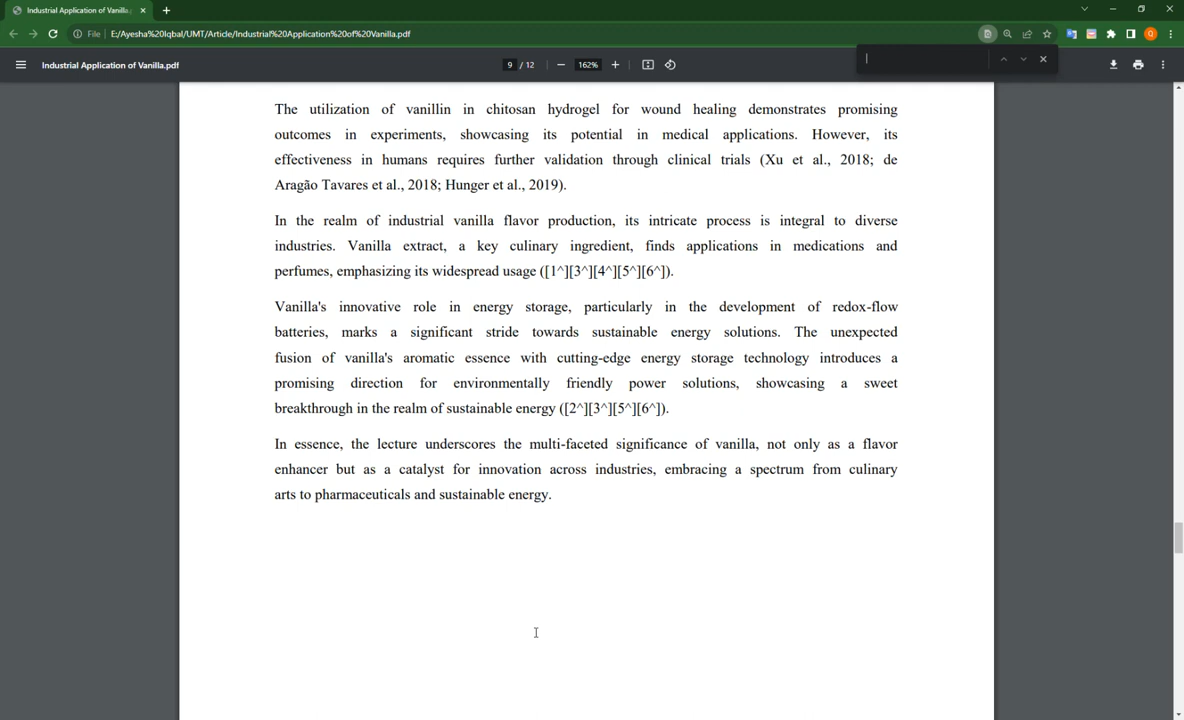 Industrial Application of Vanilla
File
E:/Ayesha%20Iqbal/UMT/Article/Industrial%20Application%20of%20Vanilla.pdf
Industrial Application of Vanilla.pdf
9 / 12
162%
The utilization of vanillin in chitosan hydrogel for wound healing demonstrates promising
outcomes in experiments, showcasing its potential in medical applications. However, its
effectiveness in humans requires further validation through clinical trials (Xu et al., 2018; de
Aragão Tavares et al., 2018; Hunger et al., 2019).
In the realm of industrial vanilla flavor production, its intricate process is integral to diverse
industries. Vanilla extract, a key culinary ingredient, finds applications in medications and
perfumes, emphasizing its widespread usage ([1^][3^][4^][5^][6^]).
Vanilla's innovative role in energy storage, particularly in the development of redox-flow
batteries, marks a significant stride towards sustainable energy solutions. The unexpected
fusion of vanilla's aromatic essence with cutting-edge energy storage technology introduces a
promising direction for environmentally friendly power solutions, showcasing a sweet
breakthrough in the realm of sustainable energy ([2^][3^][5^][6^]).
In essence, the lecture underscores the multi-faceted significance of vanilla, not only as a flavor
enhancer but as a catalyst for innovation across industries, embracing a spectrum from culinary
arts to pharmaceuticals and sustainable energy.